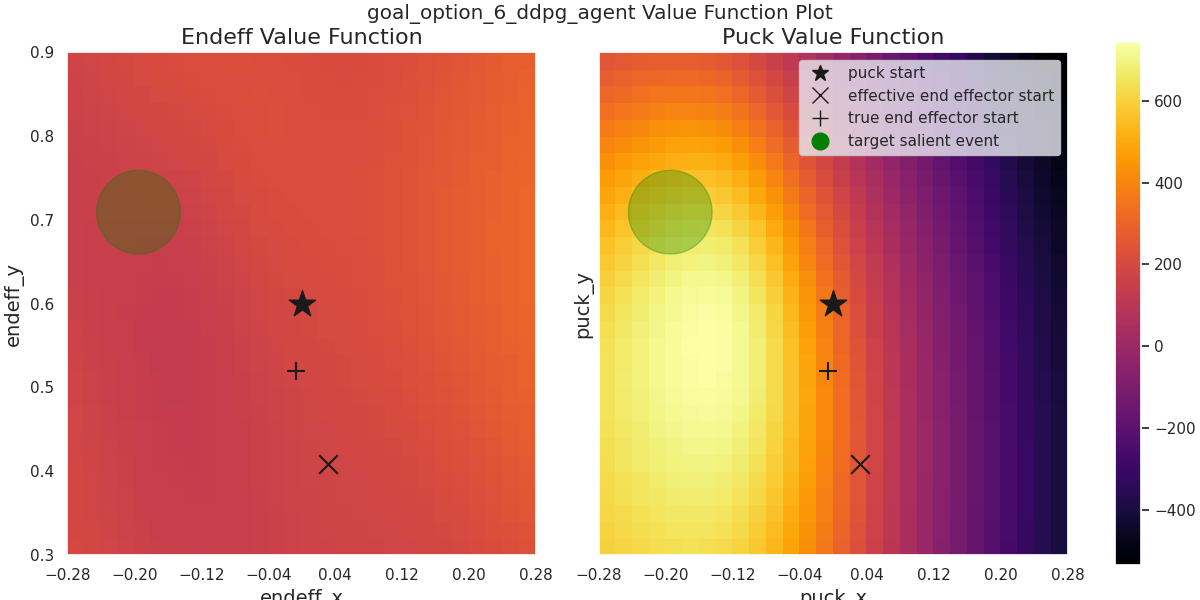 goal_option_6_ddpg_agent Value Function Plot
Endeff Value Function
Puck Value Function
0.9
0.8
0.7
0.6
0.5
0.4
0.3
endeff_y
−0.28 −0.20 −0.12 −0.04 0.04 0.12 0.20 0.28
endeff_x
puck_y
puck start
effective end effector start
true end effector start
target salient event
−0.28 −0.20 −0.12 −0.04 0.04 0.12 0.20 0.28
puck_x
600
400
200
0
−200
−400